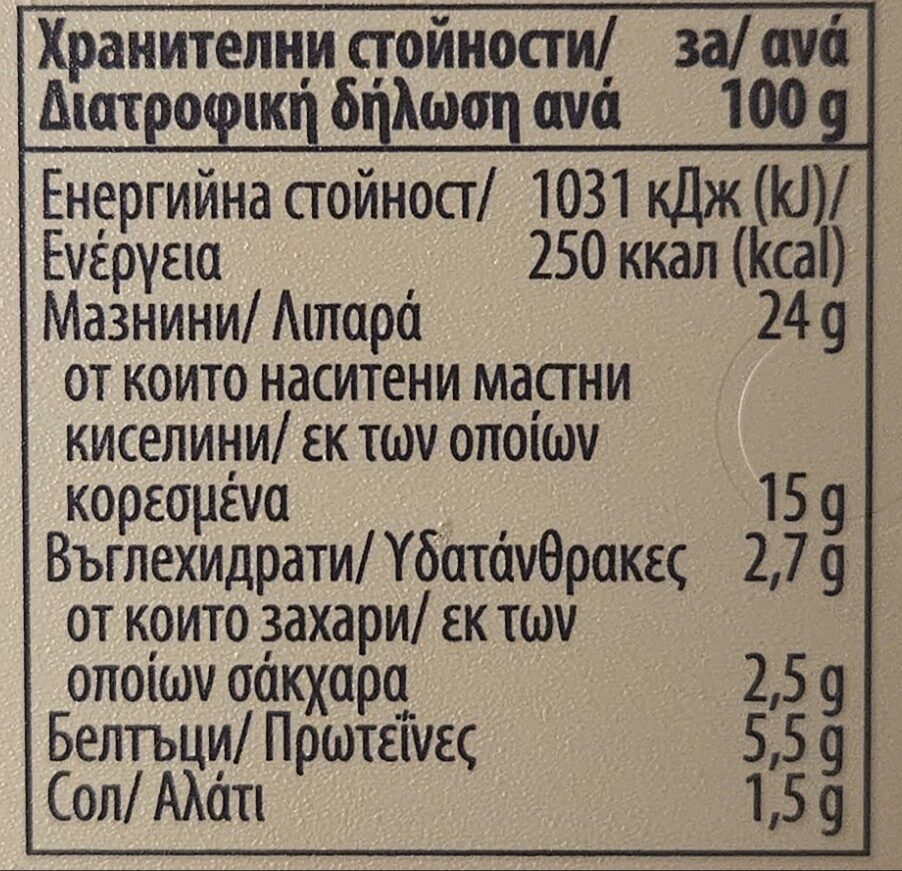 Хранителни стойности/ за/ ανά
Διατροφική δήλωση ανά 100 g
Енергийна стойност/ 1031 кДж (kJ)/
Ενέργεια 250 ккал (kcal)
Мазнини/ Λιπαρά 24 g
от които наситени мастни
киселини/ εκ των οποίων
κορεσμένα 15 g
Въглехидрати/ Υδατάνθρακες 2,7 g
от които захари/ εκ των
οποίων σάκχαρα 2,5 g
Белтъци/ Πρωτεΐνες 5,5 g
Сол/ Αλάτι 1,5 g